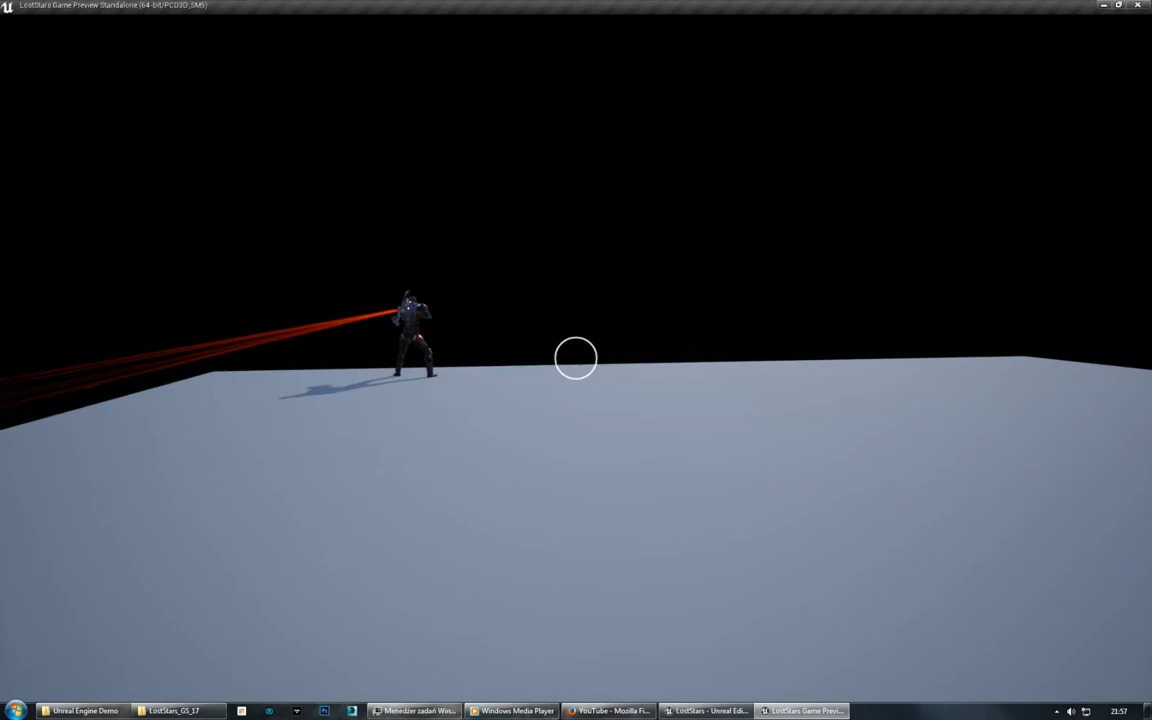 LostStars Game Preview Standalone (64-bit/PCD3D_SM5)
Unreal Engine Demo
LostStars_GS_17
Menedżer zadań Win...
Windows Media Player
YouTube - Mozilla Fi...
LostStars - Unreal Edi...
LostStars Game Previ...
21:57